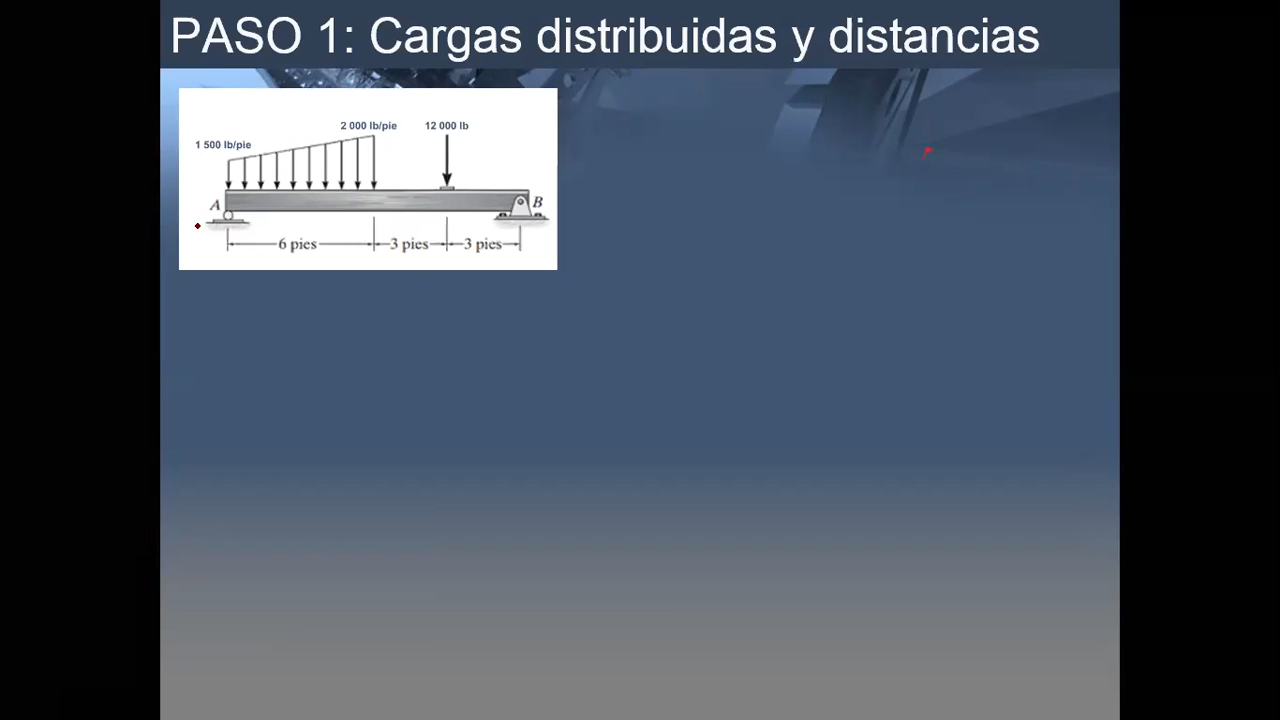 PASO 1: Cargas distribuidas y distancias
2 000 lb/pie
12 000 lb
1 500 lb/pie
A
B
6 pies
3 pies
3 pies